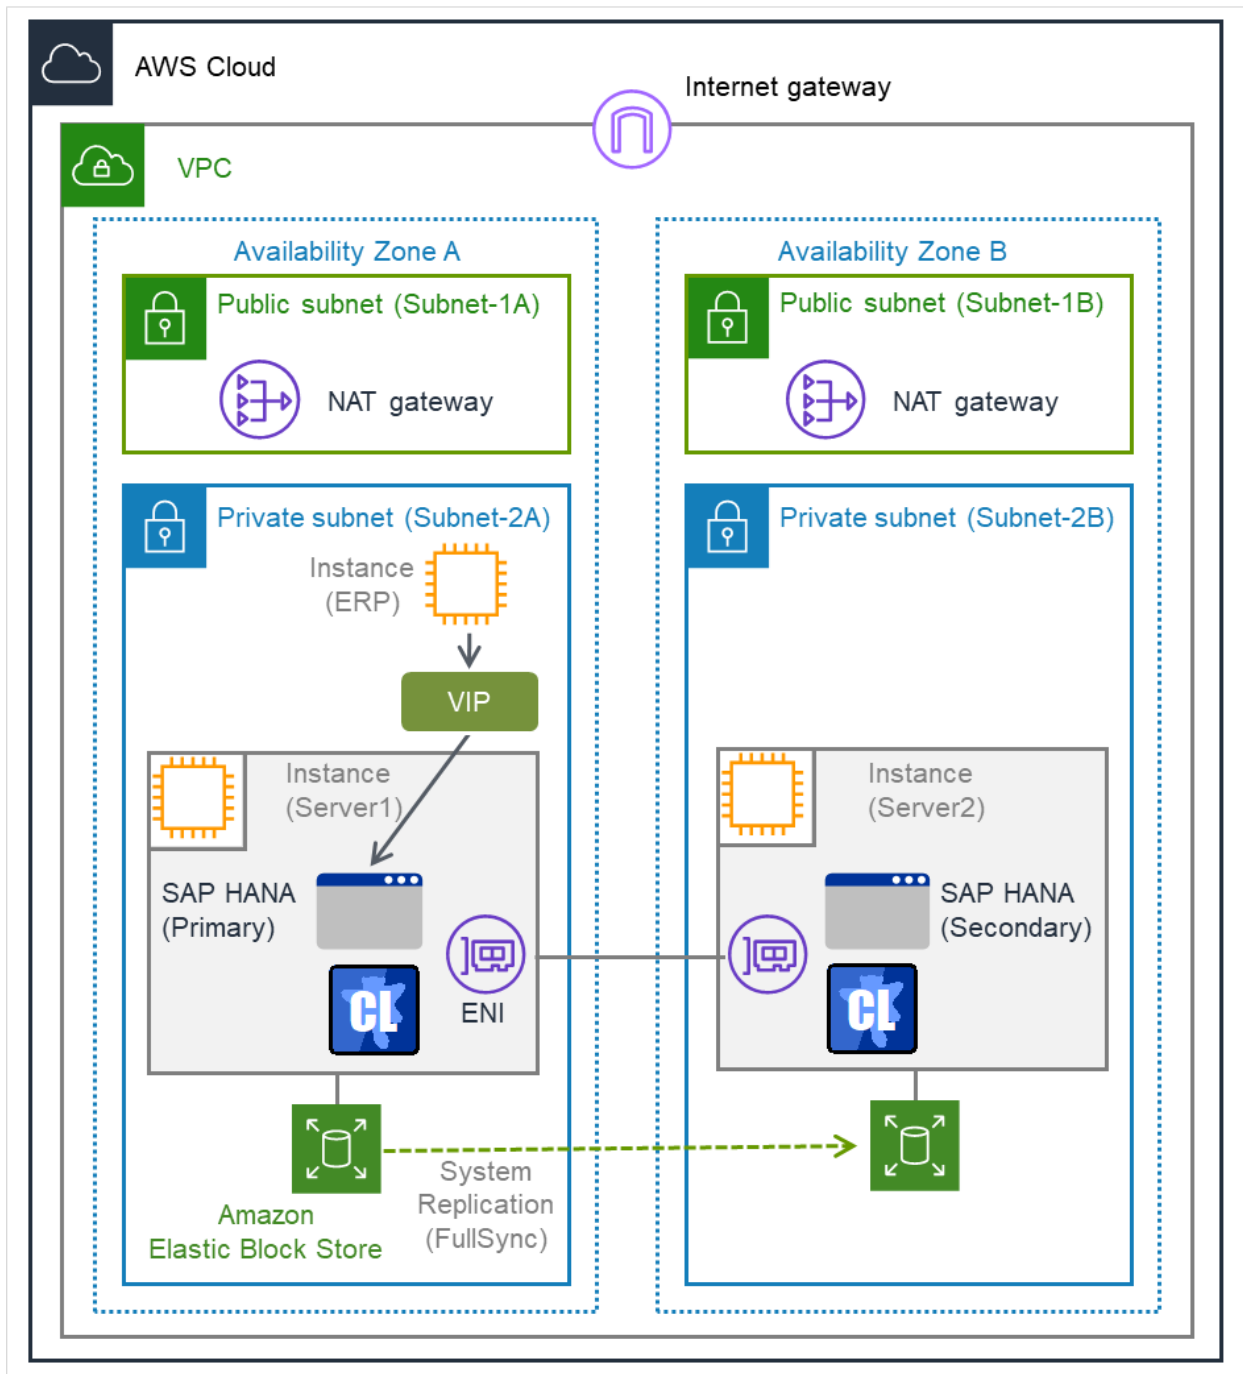 AWS Cloud
Internet gateway
VPC
Availability Zone A
Public subnet (Subnet-1A)
NAT gateway
Private subnet (Subnet-2A)
Instance
(ERP)
VIP
Instance
(Server1)
SAP HANA
(Primary)
CL
ENI
Amazon
Elastic Block Store
System
Replication
(FullSync)
Availability Zone B
Public subnet (Subnet-1B)
NAT gateway
Private subnet (Subnet-2B)
Instance
(Server2)
SAP HANA
(Secondary)
CL